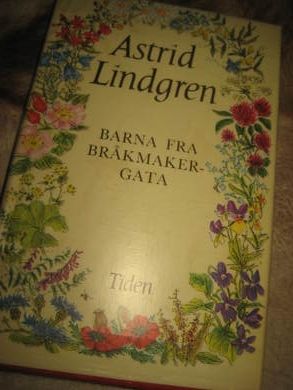 Astrid
Lindgren
BARNA FRA
BRÅKMAKER-
GATA
Tiden